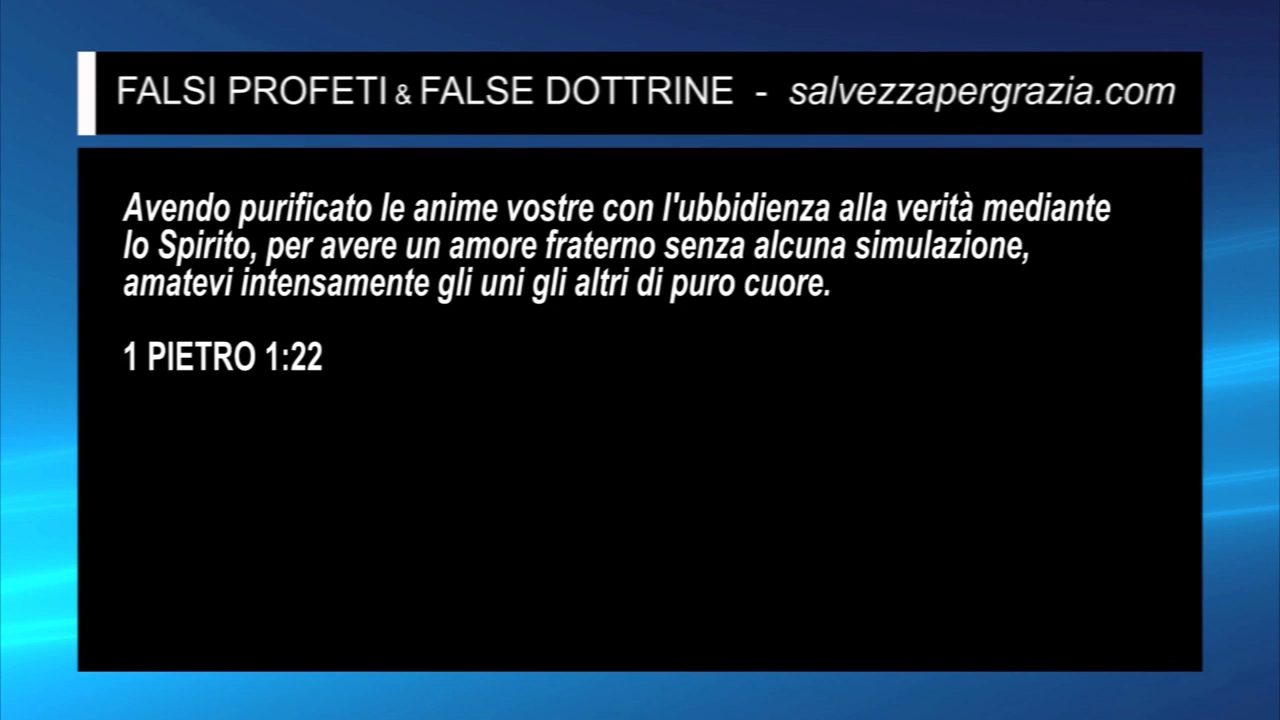 FALSI PROFETI & FALSE DOTTRINE - salvezzapergrazia.com
Avendo purificato le anime vostre con l'ubbidienza alla verità mediante
lo Spirito, per avere un amore fraterno senza alcuna simulazione,
amatevi intensamente gli uni gli altri di puro cuore.
1 PIETRO 1:22